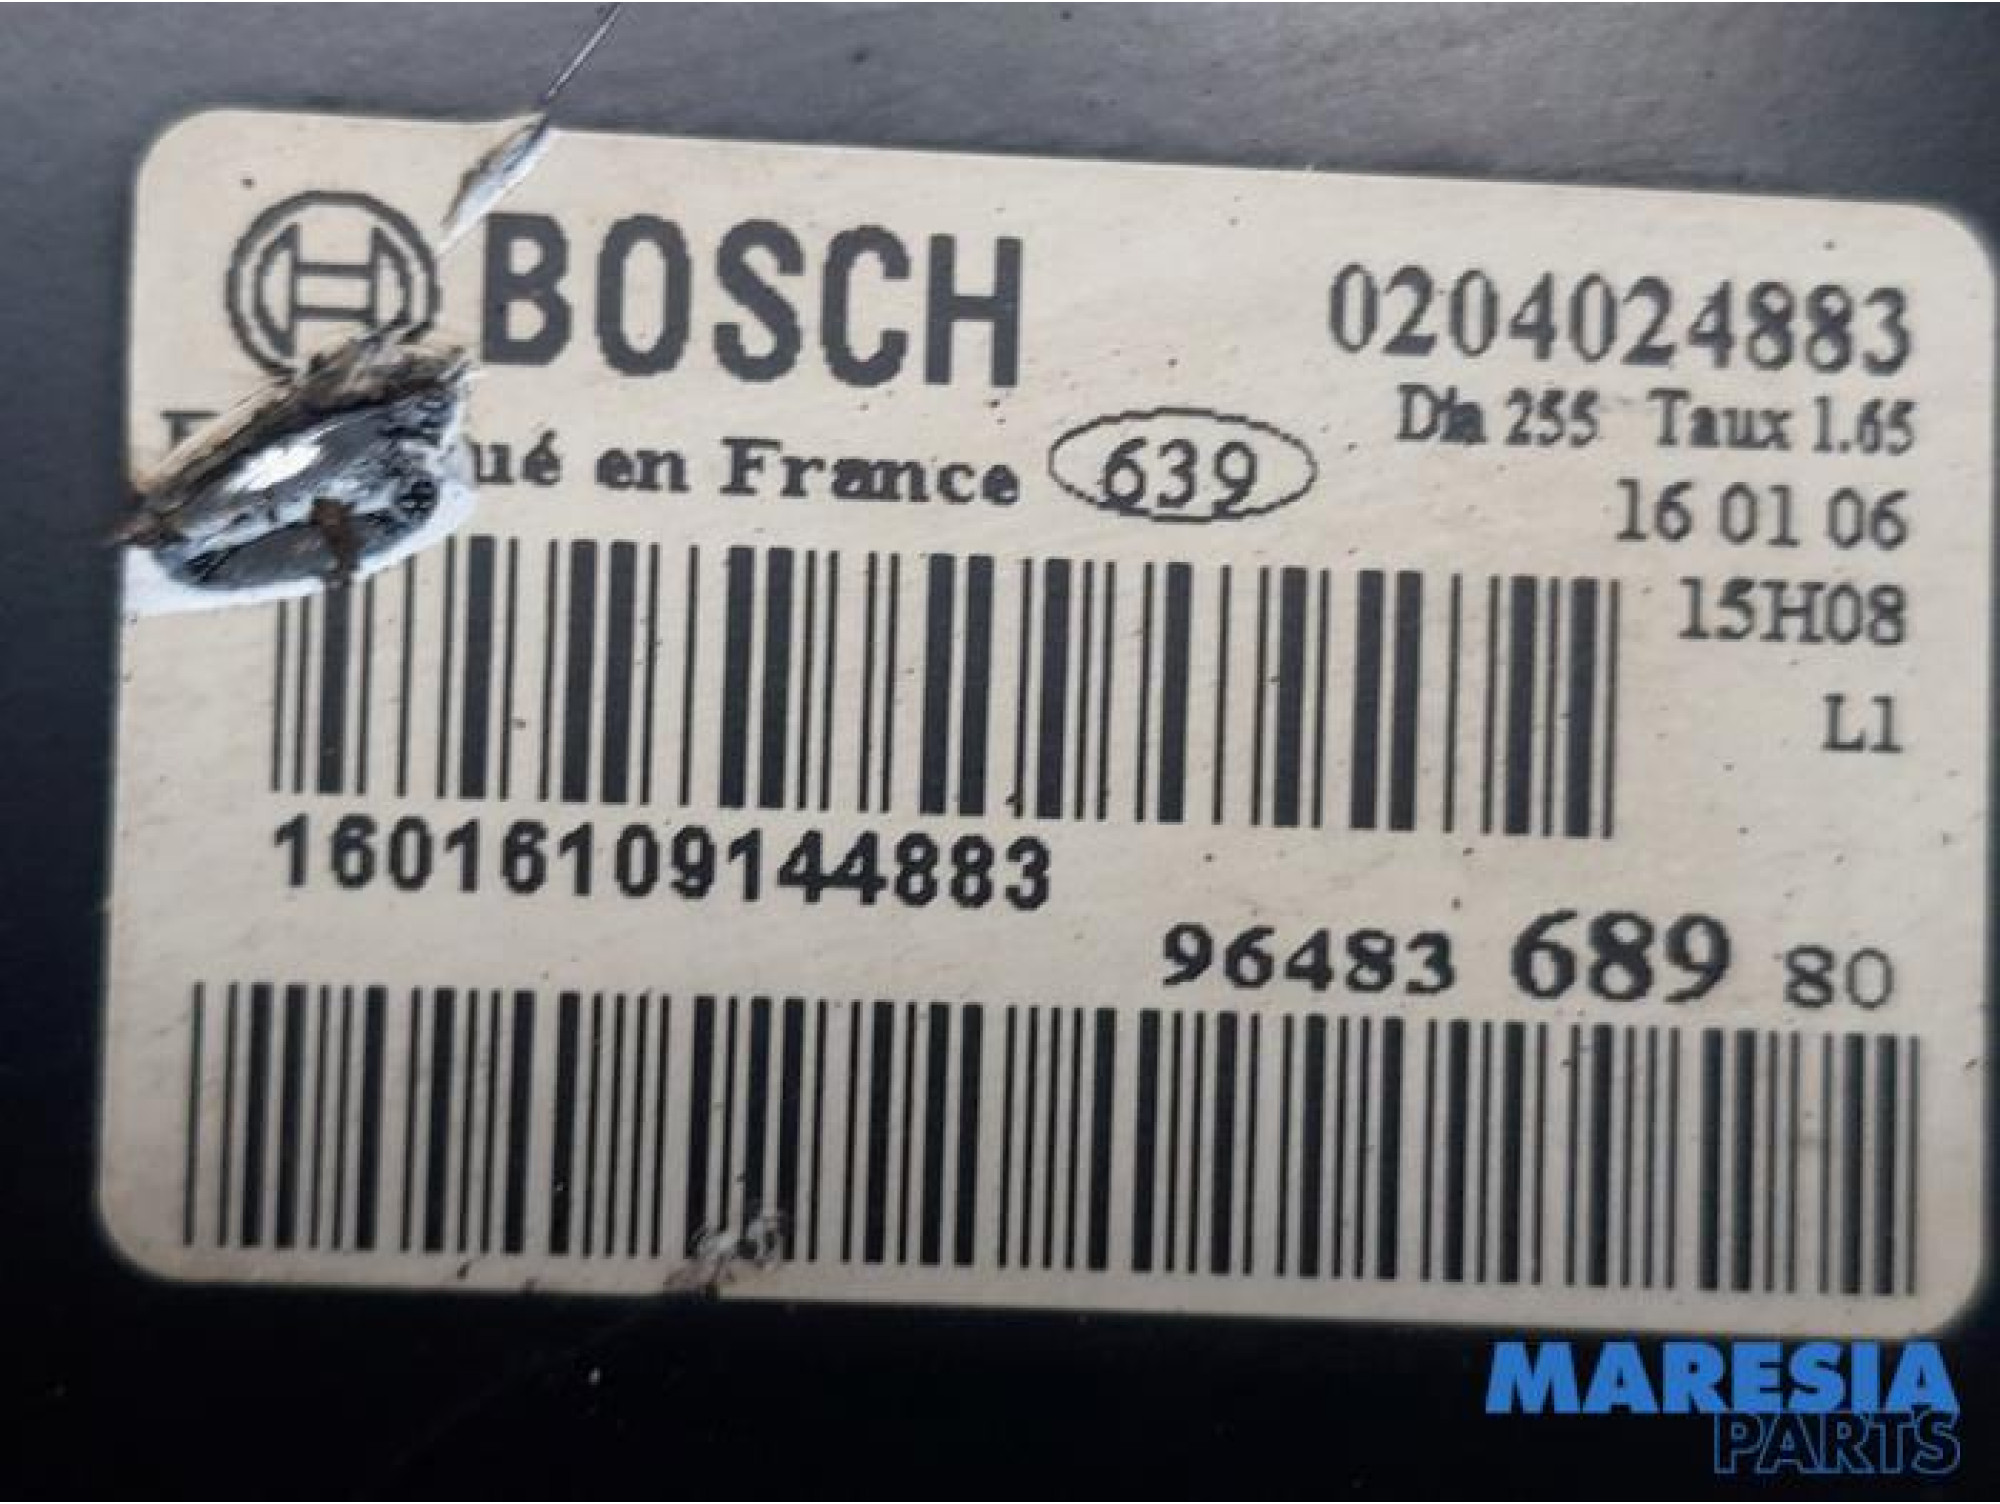 BOSCH
0204024883
en France 639
Dia 255 Taux 1.65
16 01 06
15H08
L1
16016109144883
96483 689 80
MARESIA
PARTS